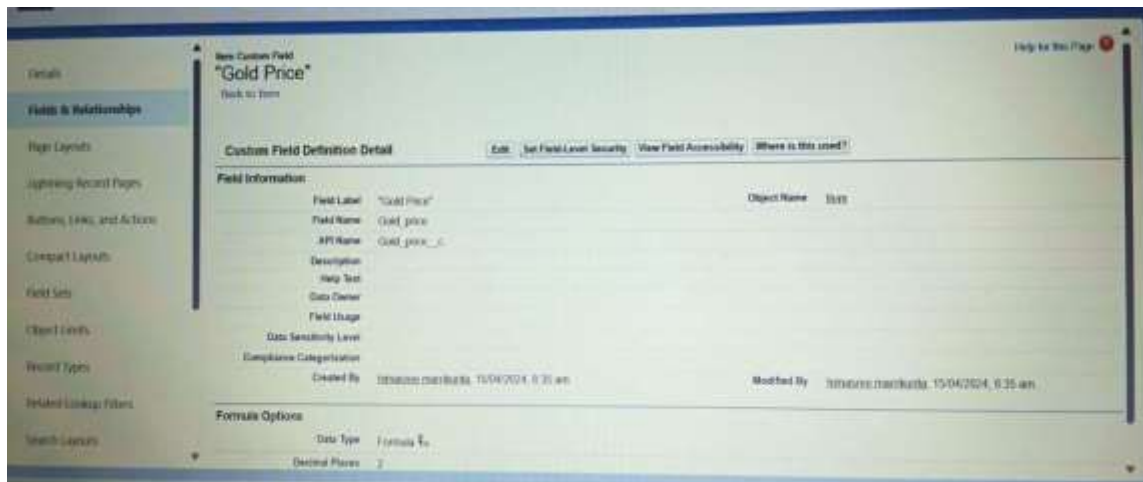 Details
Fields & Relationships
Page Layouts
Lightning Record Pages
Buttons, Links, and Actions
Compact Layouts
Field Sets
Object Limits
Record Types
Related Lookup Filters
Search Layouts
Help for this Page
Item Custom Field
"Gold Price"
Back to Item
Custom Field Definition Detail
Edit Set Field-Level Security View Field Accessibility Where is this used?
Field Information
Field Label "Gold Price" Object Name Item
Field Name Gold_price
API Name Gold_price__c
Description
Help Text
Data Owner
Field Usage
Data Sensitivity Level
Compliance Categorization
Created By 15/04/2024, 8:35 am Modified By 15/04/2024, 8:35 am
Formula Options
Data Type Formula
Decimal Places 2